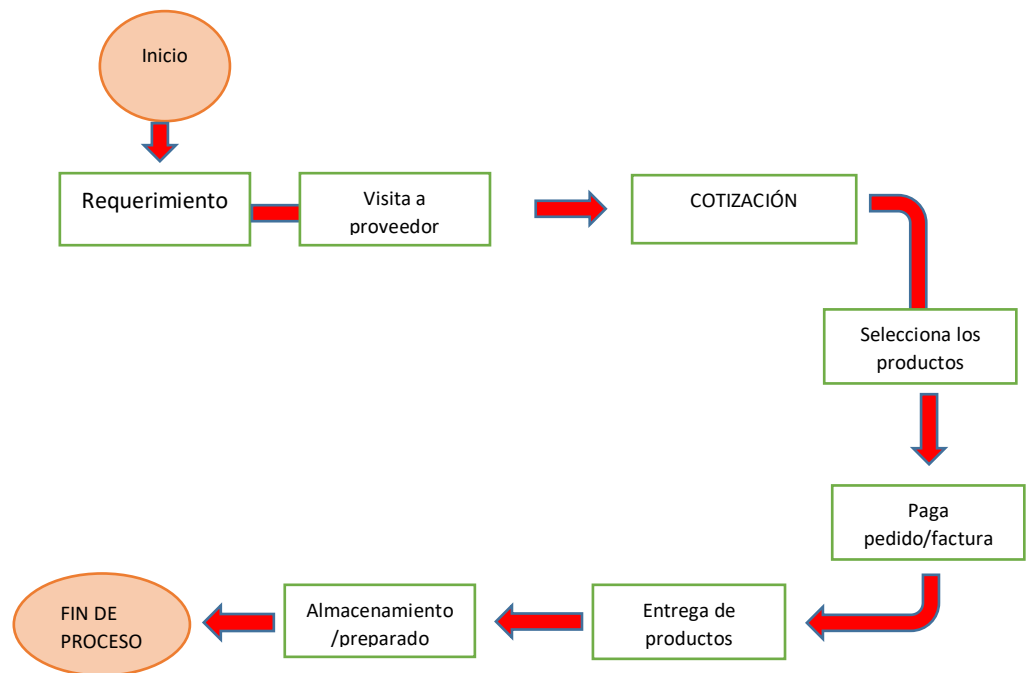 Inicio
Requerimiento
Visita a
proveedor
COTIZACIÓN
Selecciona los
productos
Paga
pedido/factura
Entrega de
productos
Almacenamiento
/preparado
FIN DE
PROCESO